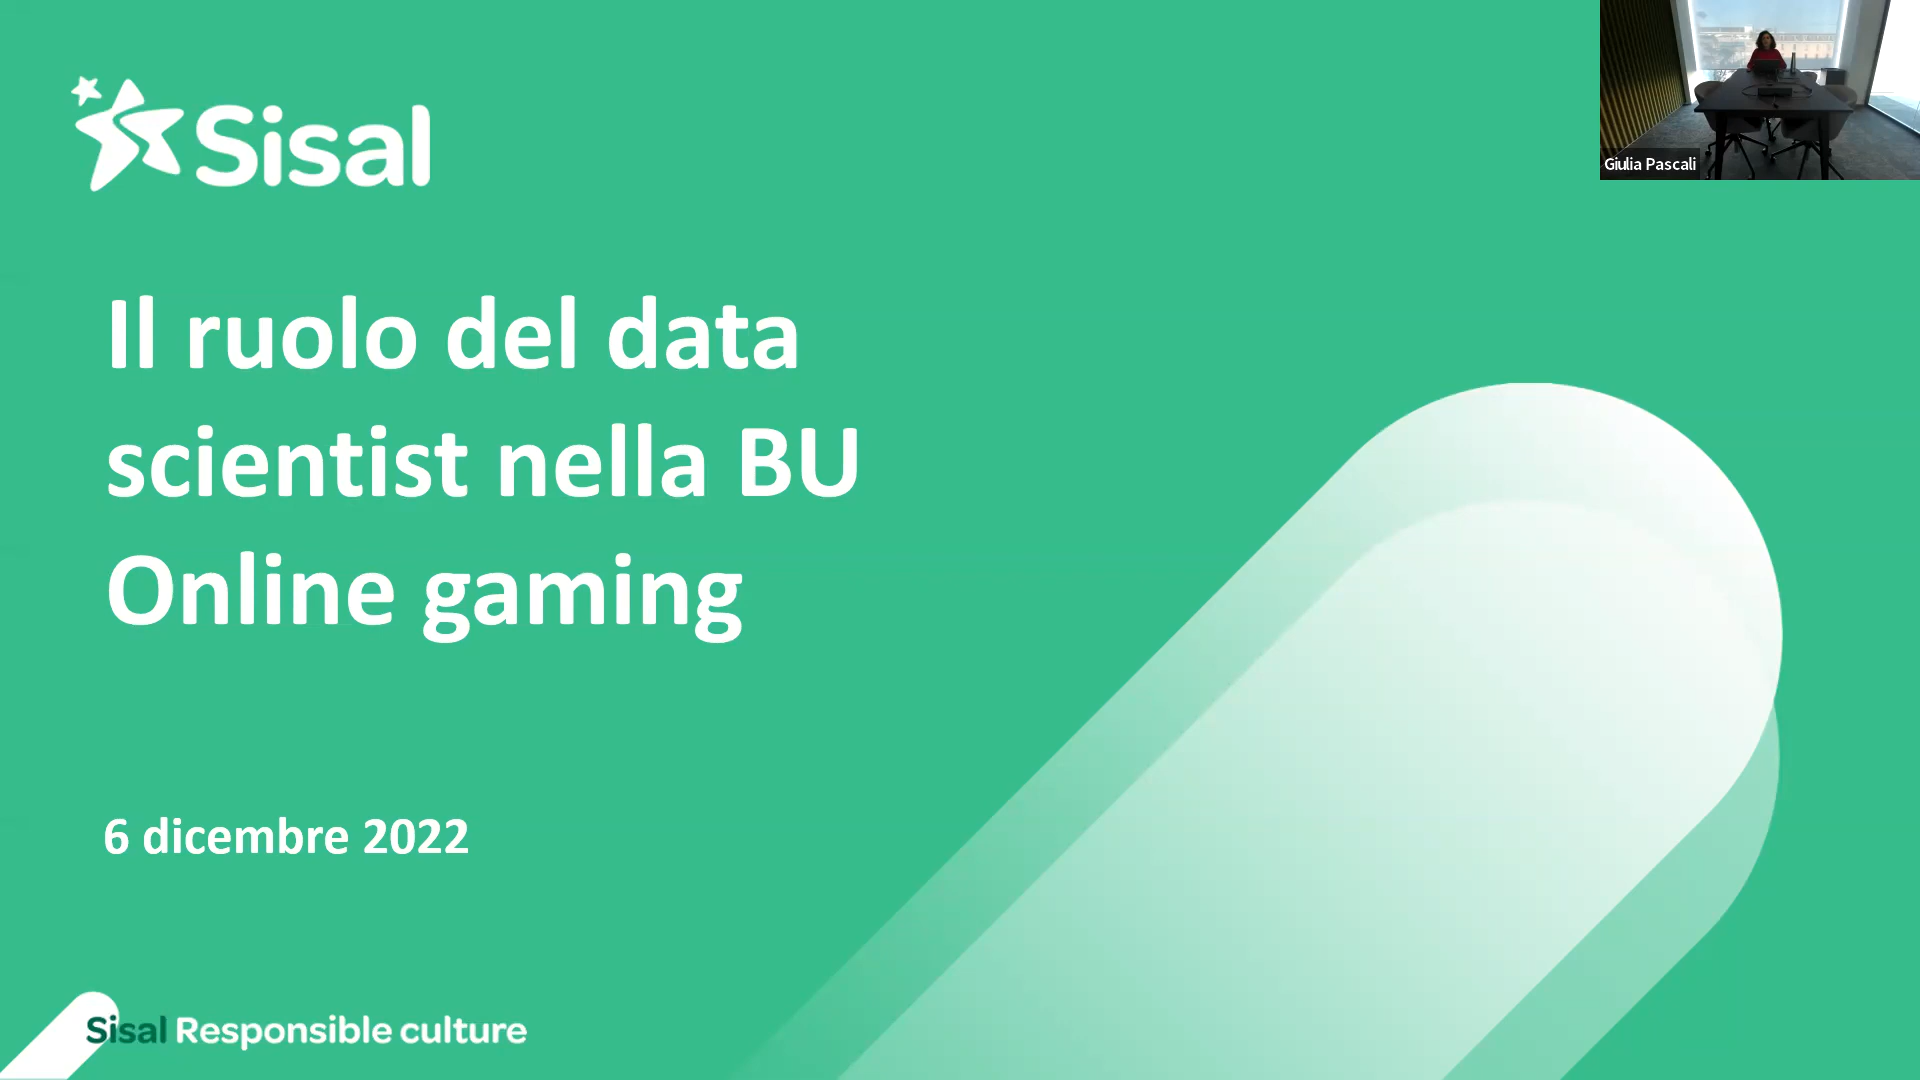 Sisal
Giulia Pascali
Il ruolo del data
scientist nella BU
Online gaming
6 dicembre 2022
Sisal Responsible culture